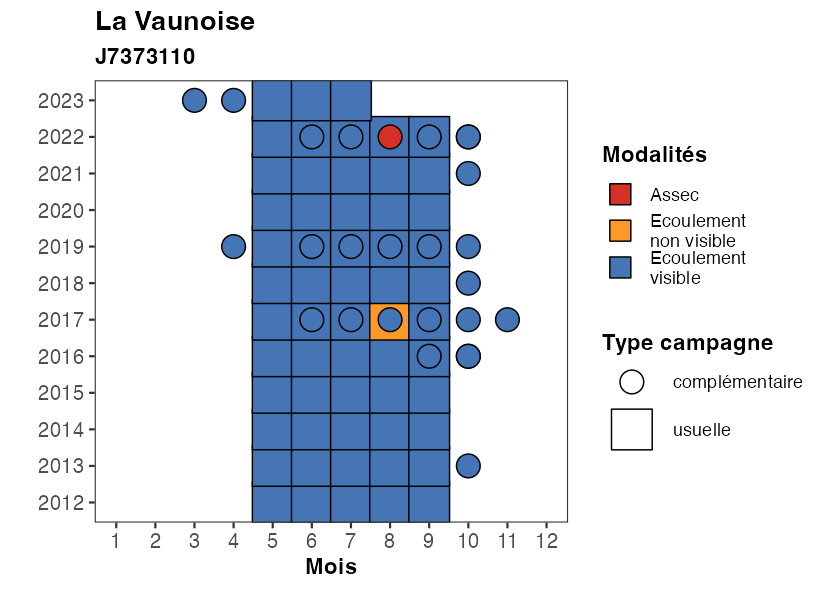 La Vaunoise
J7373110
2023
2022
2021
2020
2019
2018
2017
2016
2015
2014
2013
2012
1 2 3 4 5 6 7 8 9 10 11 12
Mois
Modalités
Assec
Ecoulement
non visible
Ecoulement
visible
Type campagne
complémentaire
usuelle